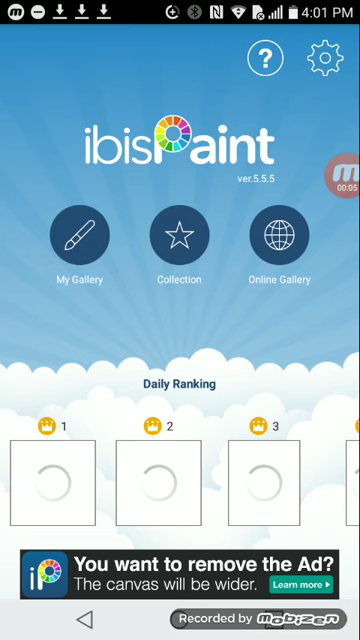 4:01 PM
?
ibisPaint
ver.5.5.5
m
00:05
My Gallery
Collection
Online Gallery
Daily Ranking
1
2
3
iP
You want to remove the Ad?
The canvas will be wider.
Learn more
Recorded by mobizen